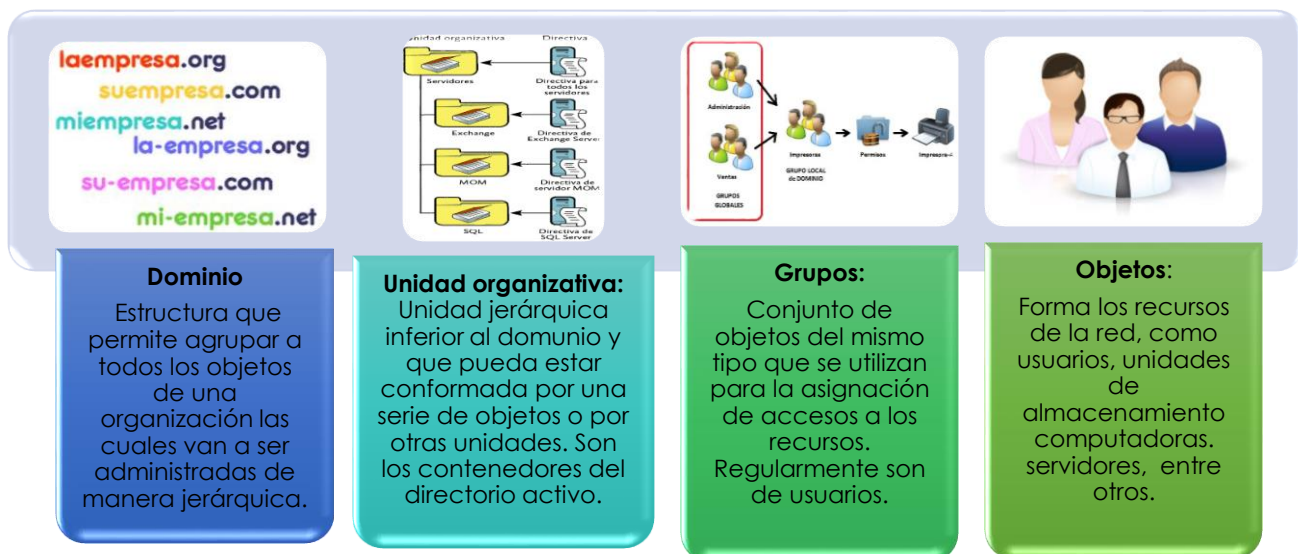 laempresa.org
suempresa.com
miempresa.net
la-empresa.org
su-empresa.com
mi-empresa.net
Unidad organizativa
Directiva
Servidores
Directiva para
todos los
servidores
Exchange
Directiva de
Exchange Server
MOM
Directiva de
servidor MOM
SQL
Directiva de
SQL Server
Administración
Ventas
GRUPOS
GLOBALES
Impresoras
GRUPO LOCAL
de DOMINIO
Permisos
Dominio
Estructura que
permite agrupar a
todos los objetos
de una
organización las
cuales van a ser
administradas de
manera jerárquica.
Unidad organizativa:
Unidad jerárquica
inferior al domunio y
que pueda estar
conformada por una
serie de objetos o por
otras unidades. Son
los contenedores del
directorio activo.
Grupos:
Conjunto de
objetos del mismo
tipo que se utilizan
para la asignación
de accesos a los
recursos.
Regularmente son
de usuarios.
Objetos:
Forma los recursos
de la red, como
usuarios, unidades
de
almacenamiento
computadoras.
servidores, entre
otros.